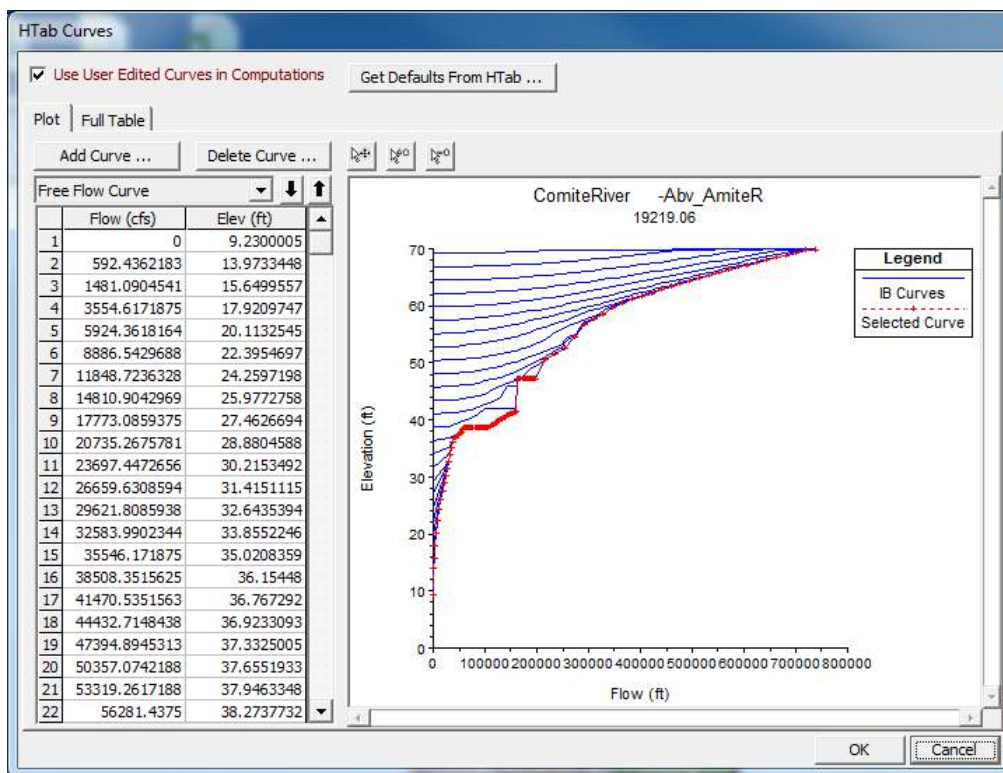 HTab Curves
Use User Edited Curves in Computations
Get Defaults From HTab ...
Plot
Full Table
Add Curve ...
Delete Curve ...
Free Flow Curve
Flow (cfs) Elev (ft)
1 0 9.2300005
2 592.4362183 13.9733448
3 1481.0904541 15.6499557
4 3554.6171875 17.9209747
5 5924.3618164 20.1132545
6 8886.5429688 22.3954697
7 11848.7236328 24.2597198
8 14810.9042969 25.9772758
9 17773.0859375 27.4626694
10 20735.2675781 28.8804588
11 23697.4472656 30.2153492
12 26659.6308594 31.4151115
13 29621.8085938 32.6435394
14 32583.9902344 33.8552246
15 35546.171875 35.0208359
16 38508.3515625 36.15448
17 41470.5351563 36.767292
18 44432.7148438 36.9233093
19 47394.8945313 37.3325005
20 50357.0742188 37.6551933
21 53319.2617188 37.9463348
22 56281.4375 38.2737732
ComiteRiver -Abv_AmiteR
19219.06
70
60
50
40
30
20
10
0
Elevation (ft)
0 100000 200000 300000 400000 500000 600000 700000 800000
Flow (ft)
Legend
IB Curves
Selected Curve
OK
Cancel